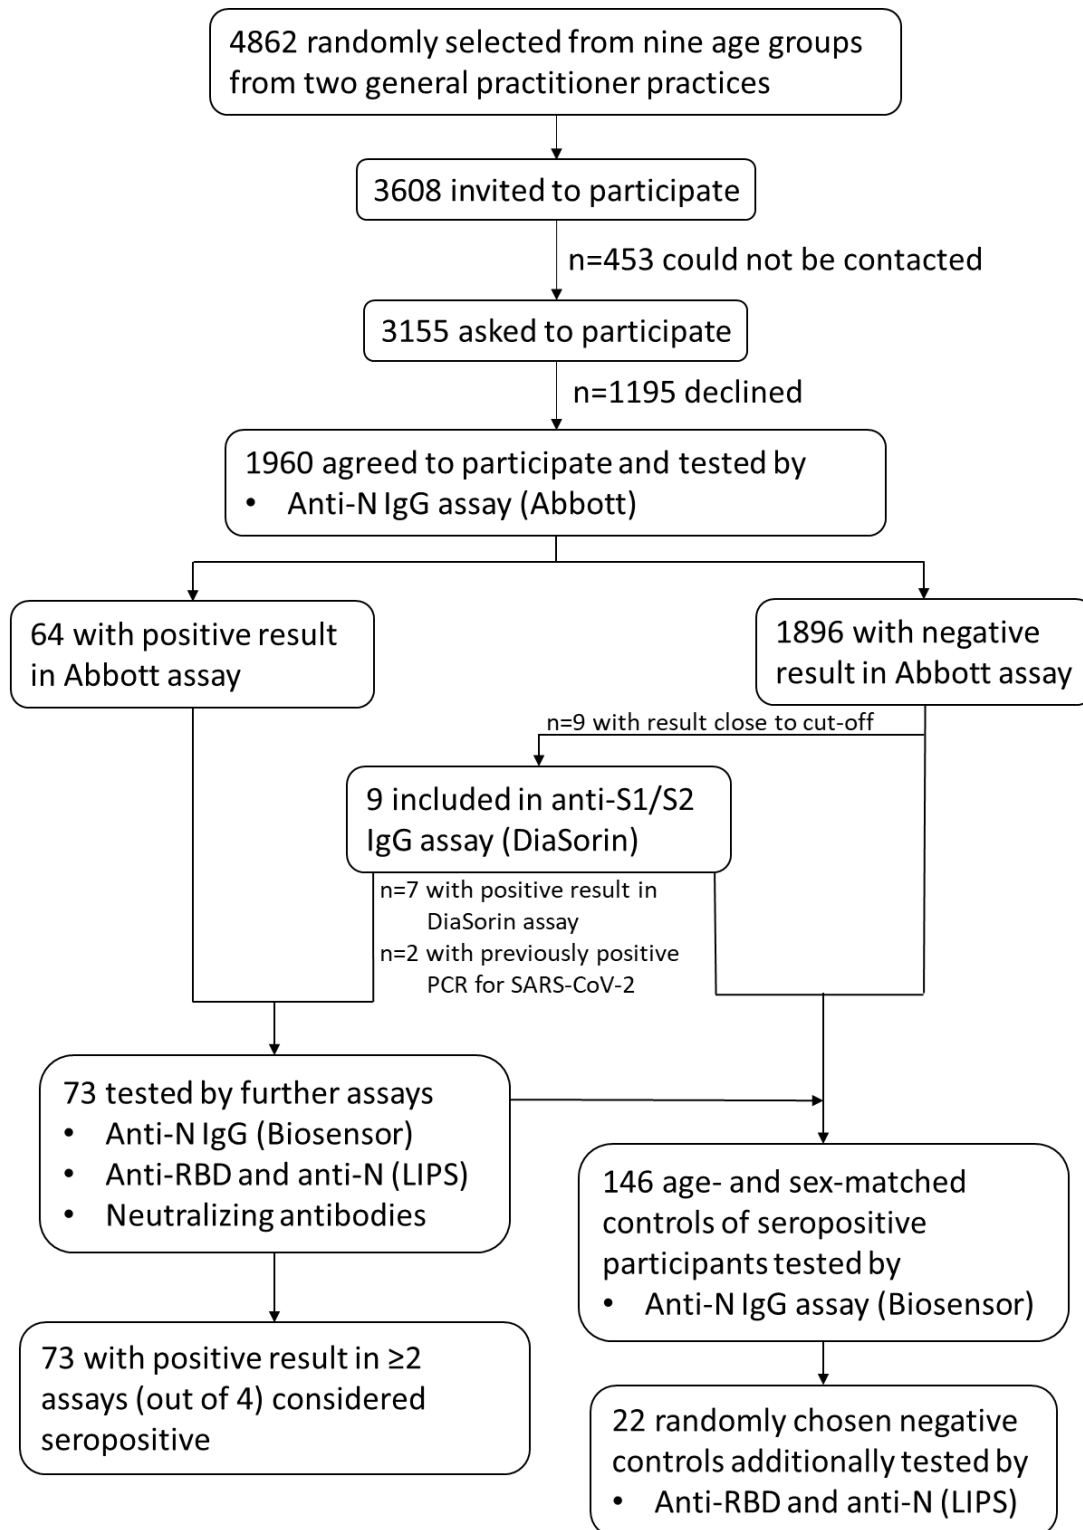 4862 randomly selected from nine age groups
from two general practitioner practices
3608 invited to participate
n=453 could not be contacted
3155 asked to participate
n=1195 declined
1960 agreed to participate and tested by
• Anti-N IgG assay (Abbott)
64 with positive result
in Abbott assay
1896 with negative
result in Abbott assay
n=9 with result close to cut-off
9 included in anti-S1/S2
IgG assay (DiaSorin)
n=7 with positive result in
DiaSorin assay
n=2 with previously positive
PCR for SARS-CoV-2
73 tested by further assays
• Anti-N IgG (Biosensor)
• Anti-RBD and anti-N (LIPS)
• Neutralizing antibodies
146 age- and sex-matched
controls of seropositive
participants tested by
• Anti-N IgG assay (Biosensor)
73 with positive result in ≥2
assays (out of 4) considered
seropositive
22 randomly chosen negative
controls additionally tested by
• Anti-RBD and anti-N (LIPS)